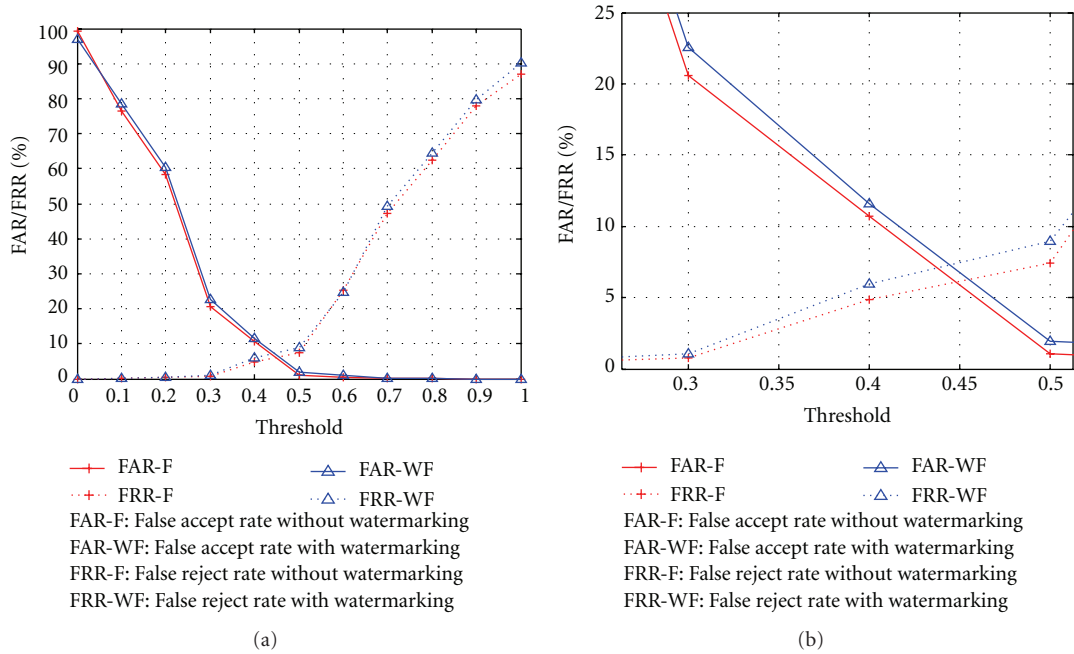 100
90
80
70
60
50
40
30
20
10
0
FAR/FRR (%)
0 0.1 0.2 0.3 0.4 0.5 0.6 0.7 0.8 0.9 1
Threshold
FAR-F FAR-WF
FRR-F FRR-WF
FAR-F: False accept rate without watermarking
FAR-WF: False accept rate with watermarking
FRR-F: False reject rate without watermarking
FRR-WF: False reject rate with watermarking
(a)
25
20
15
10
5
0
FAR/FRR (%)
0.3 0.35 0.4 0.45 0.5
Threshold
FAR-F FAR-WF
FRR-F FRR-WF
FAR-F: False accept rate without watermarking
FAR-WF: False accept rate with watermarking
FRR-F: False reject rate without watermarking
FRR-WF: False reject rate with watermarking
(b)